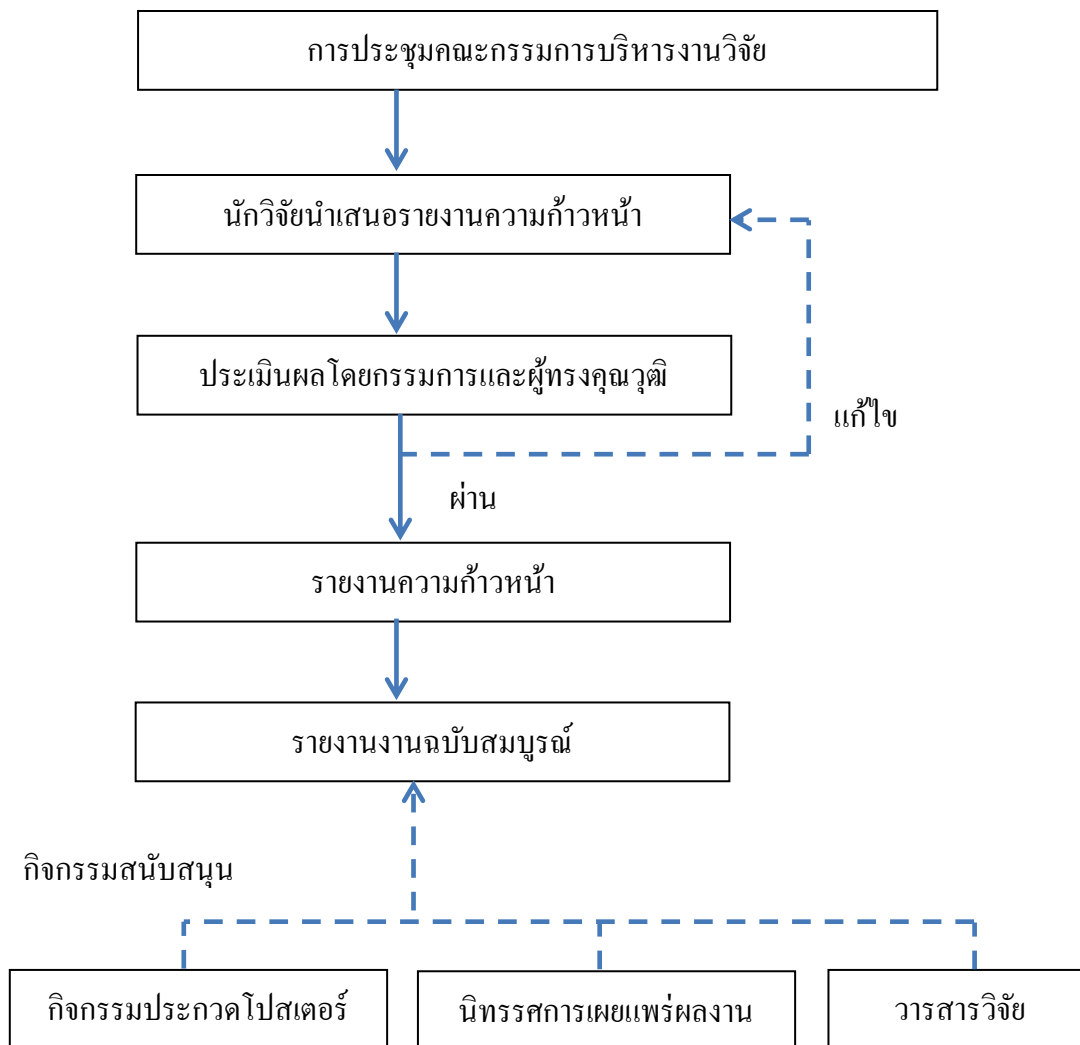 การประชุมคณะกรรมการบริหารงานวิจัย
นักวิจัยนำเสนอรายงานความก้าวหน้า
ประเมินผลโดยกรรมการและผู้ทรงคุณวุฒิ
แก้ไข
ผ่าน
รายงานความก้าวหน้า
รายงานงานฉบับสมบูรณ์
กิจกรรมสนับสนุน
กิจกรรมประกวดโปสเตอร์
นิทรรศการเผยแพร่ผลงาน
วารสารวิจัย